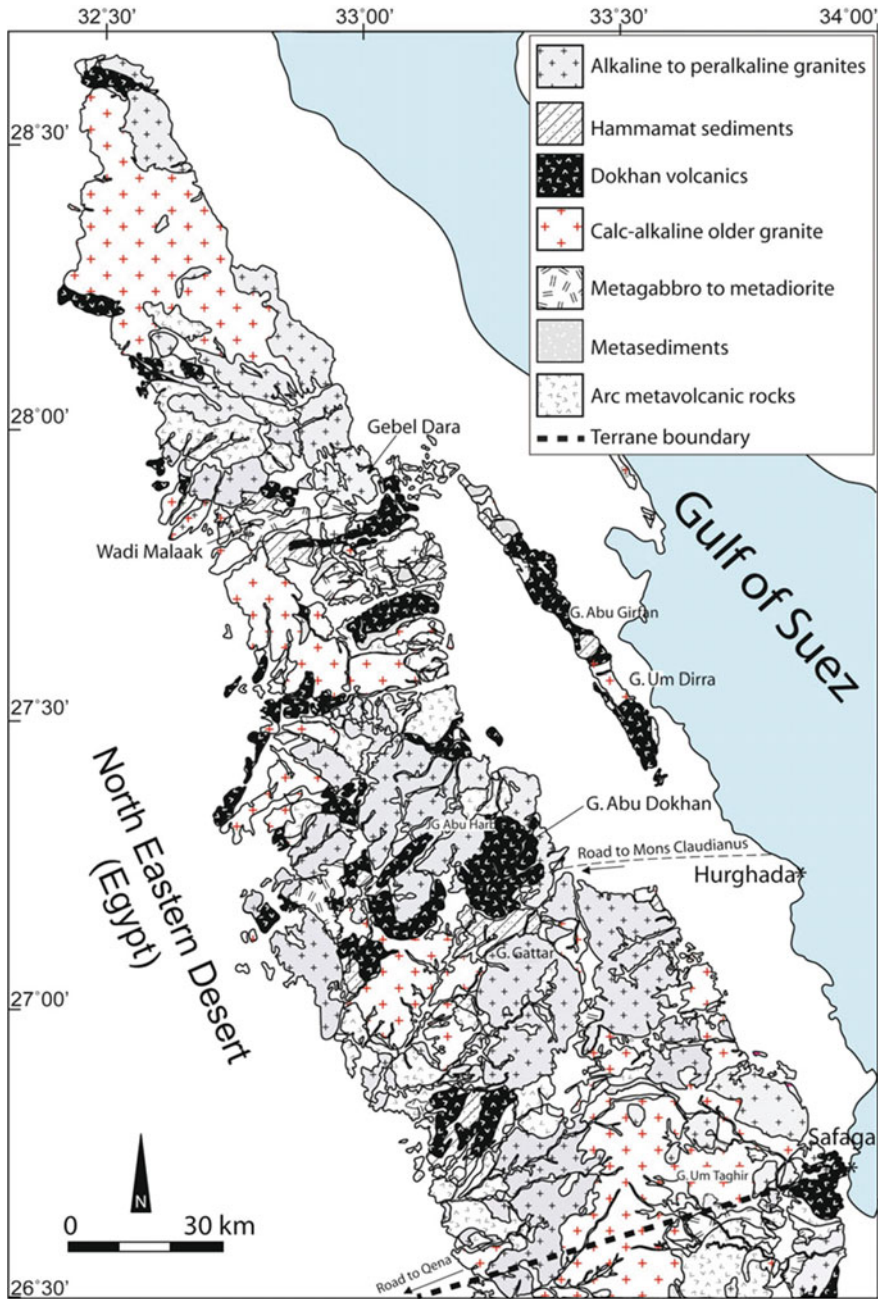 32˚30'
33˚00'
33˚30'
34˚00'
28˚30'
28˚00'
27˚30'
27˚00'
26˚30'
Alkaline to peralkaline granites
Hammamat sediments
Dokhan volcanics
Calc-alkaline older granite
Metagabbro to metadiorite
Metasediments
Arc metavolcanic rocks
Terrane boundary
Gebel Dara
Wadi Malaak
Gulf of Suez
G. Abu Girfan
G. Um Dirra
North Eastern Desert
(Egypt)
G. Abu Dokhan
JG Abu Harb
Road to Mons Claudianus
Hurghada*
G. Gattar
Safaga
*
G. Um Taghir
N
0 30 km
Road to Qena